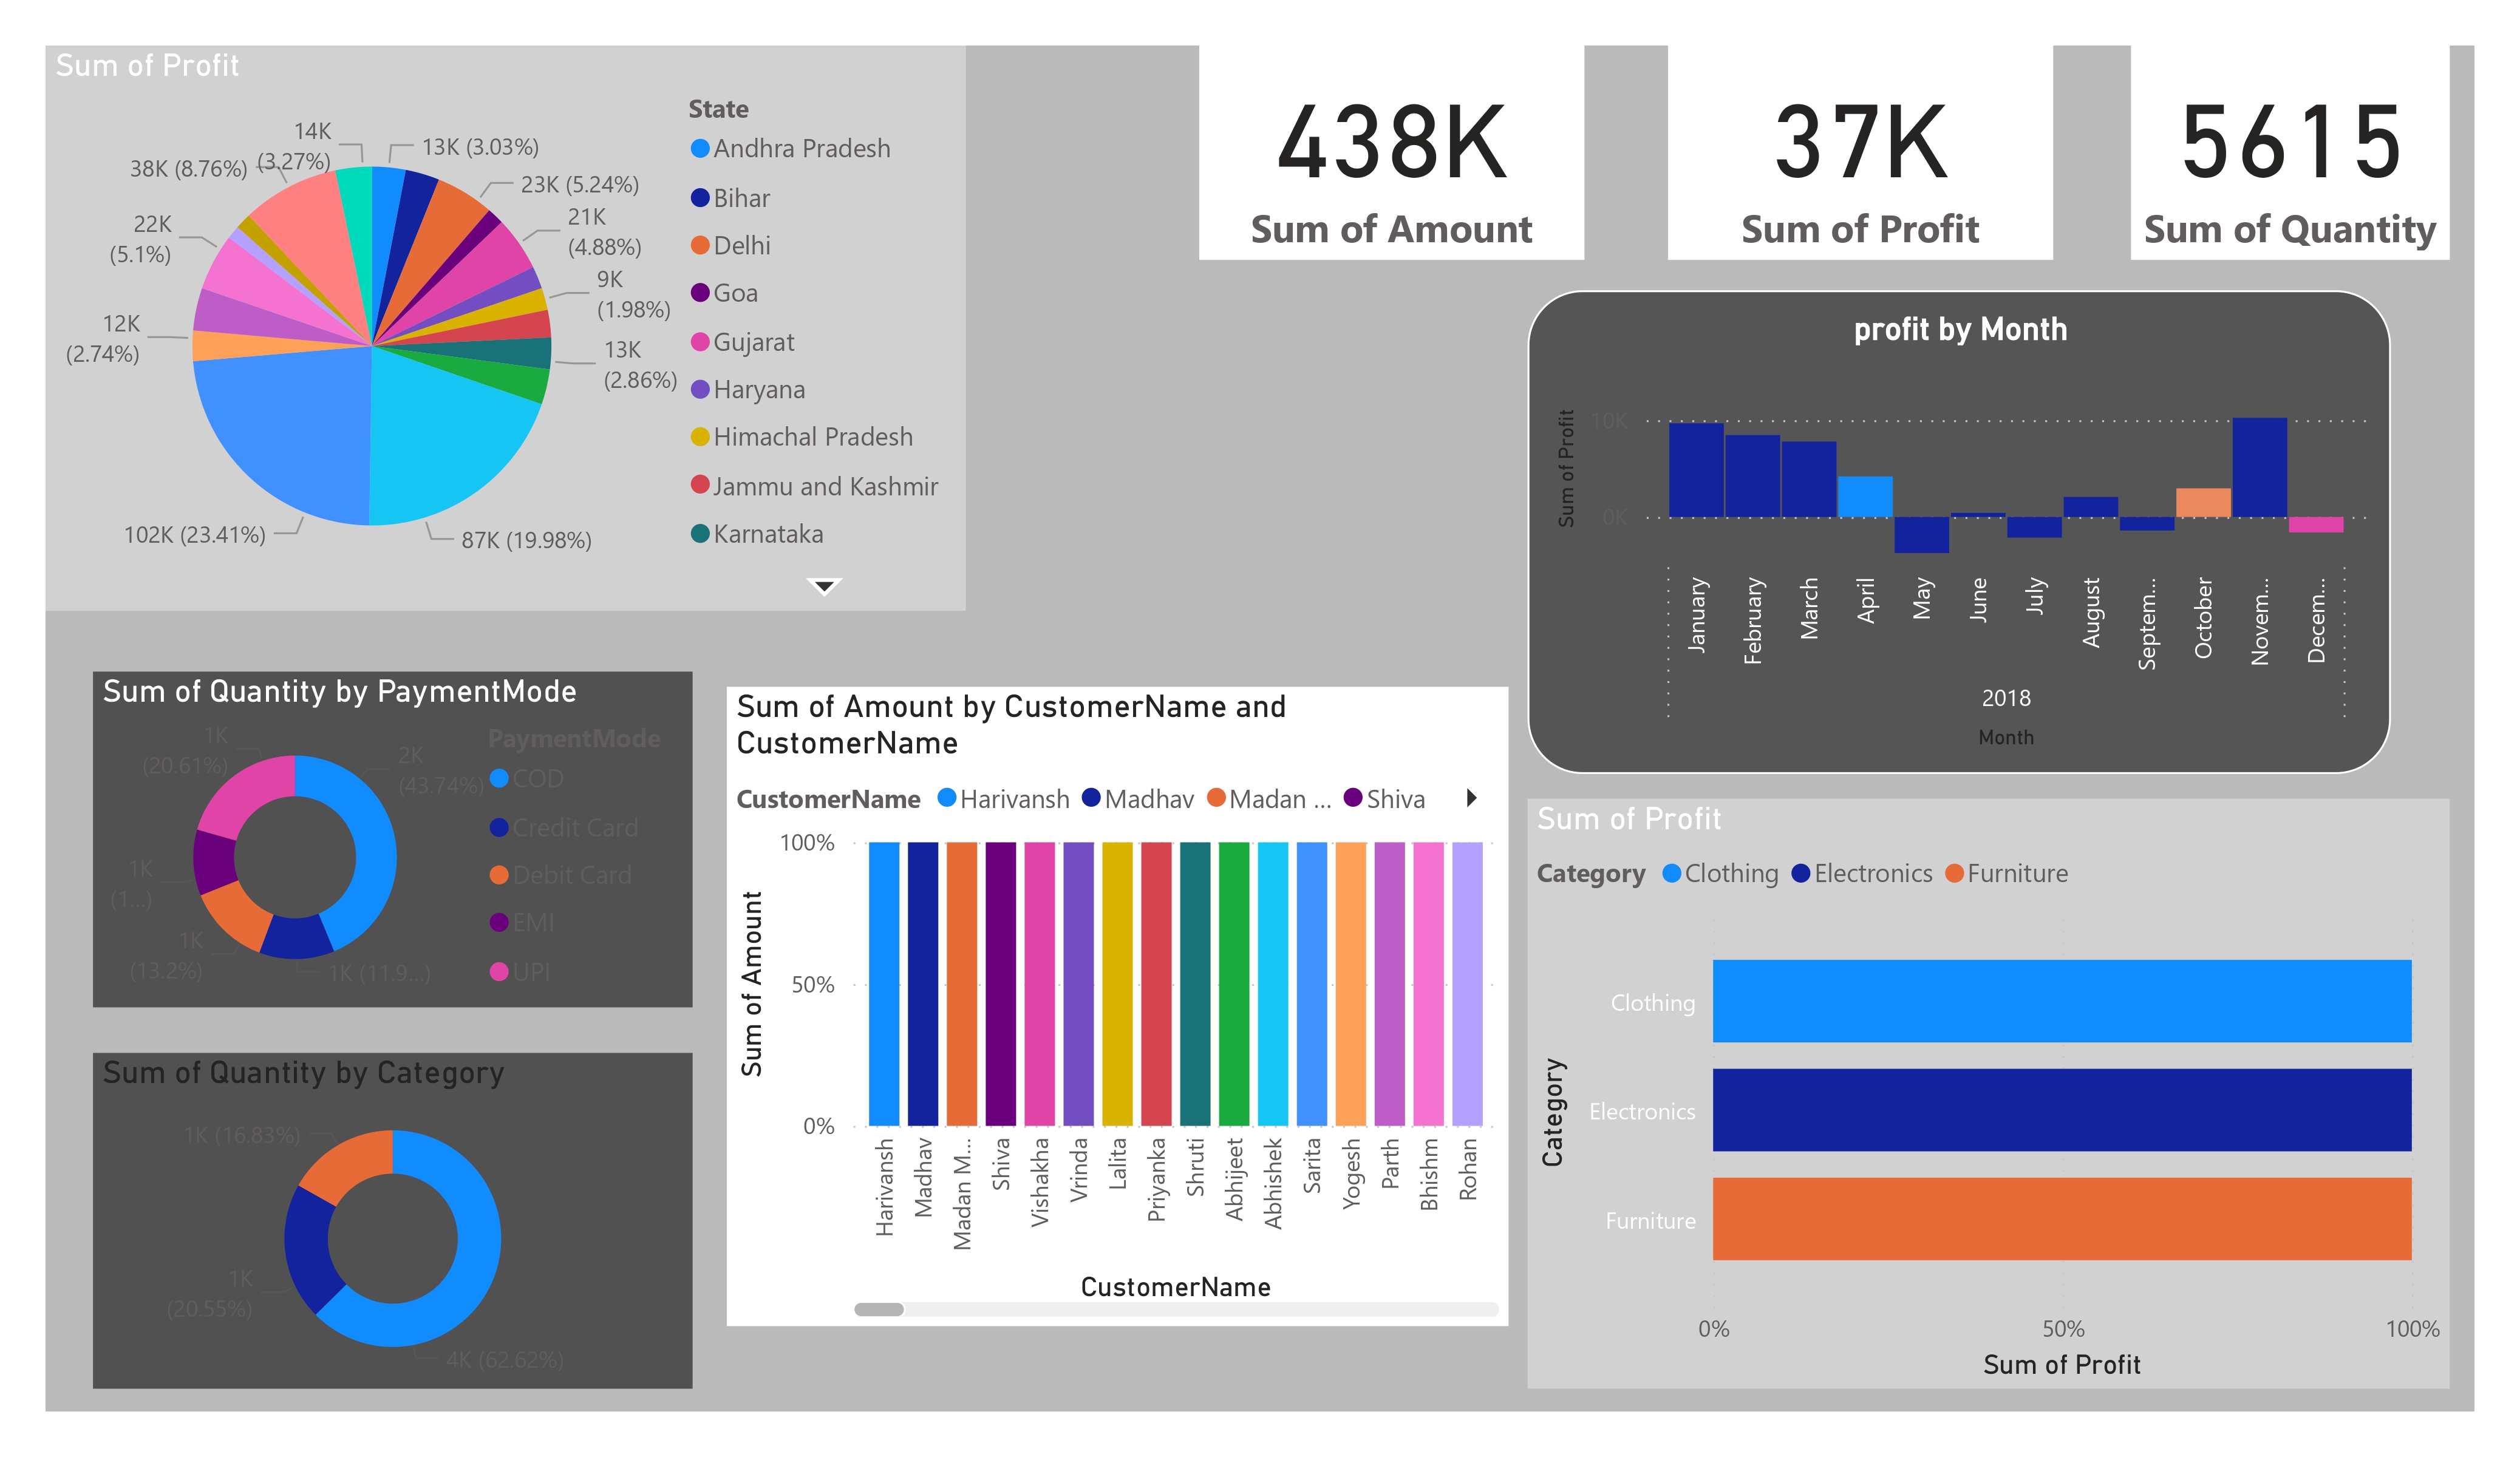 Sum of Profit
14K
(3.27%)
13K (3.03%)
38K (8.76%)
23K (5.24%)
21K
(4.88%)
22K
(5.1%)
9K
(1.98%)
12K
(2.74%)
13K
(2.86%)
102K (23.41%)
87K (19.98%)
State
Andhra Pradesh
Bihar
Delhi
Goa
Gujarat
Haryana
Himachal Pradesh
Jammu and Kashmir
Karnataka
438K
Sum of Amount
37K
Sum of Profit
5615
Sum of Quantity
profit by Month
Sum of Profit
10K
0K
January
February
March
April
May
June
July
August
Septem...
October
Novem...
Decem...
2018
Month
Sum of Quantity by PaymentMode
1K
(20.61%)
2K
(43.74%)
1K
(1...)
1K
(13.2%)
1K (11.9...)
PaymentMode
COD
Credit Card
Debit Card
EMI
UPI
Sum of Amount by CustomerName and
CustomerName
CustomerName Harivansh Madhav Madan ... Shiva
Sum of Amount
100%
50%
0%
Harivansh
Madhav
Madan M...
Shiva
Vishakha
Vrinda
Lalita
Priyanka
Shruti
Abhijeet
Abhishek
Sarita
Yogesh
Parth
Bhishm
Rohan
CustomerName
Sum of Profit
Category Clothing Electronics Furniture
Category
Clothing
Electronics
Furniture
0% 50% 100%
Sum of Profit
Sum of Quantity by Category
1K (16.83%)
1K
(20.55%)
4K (62.62%)